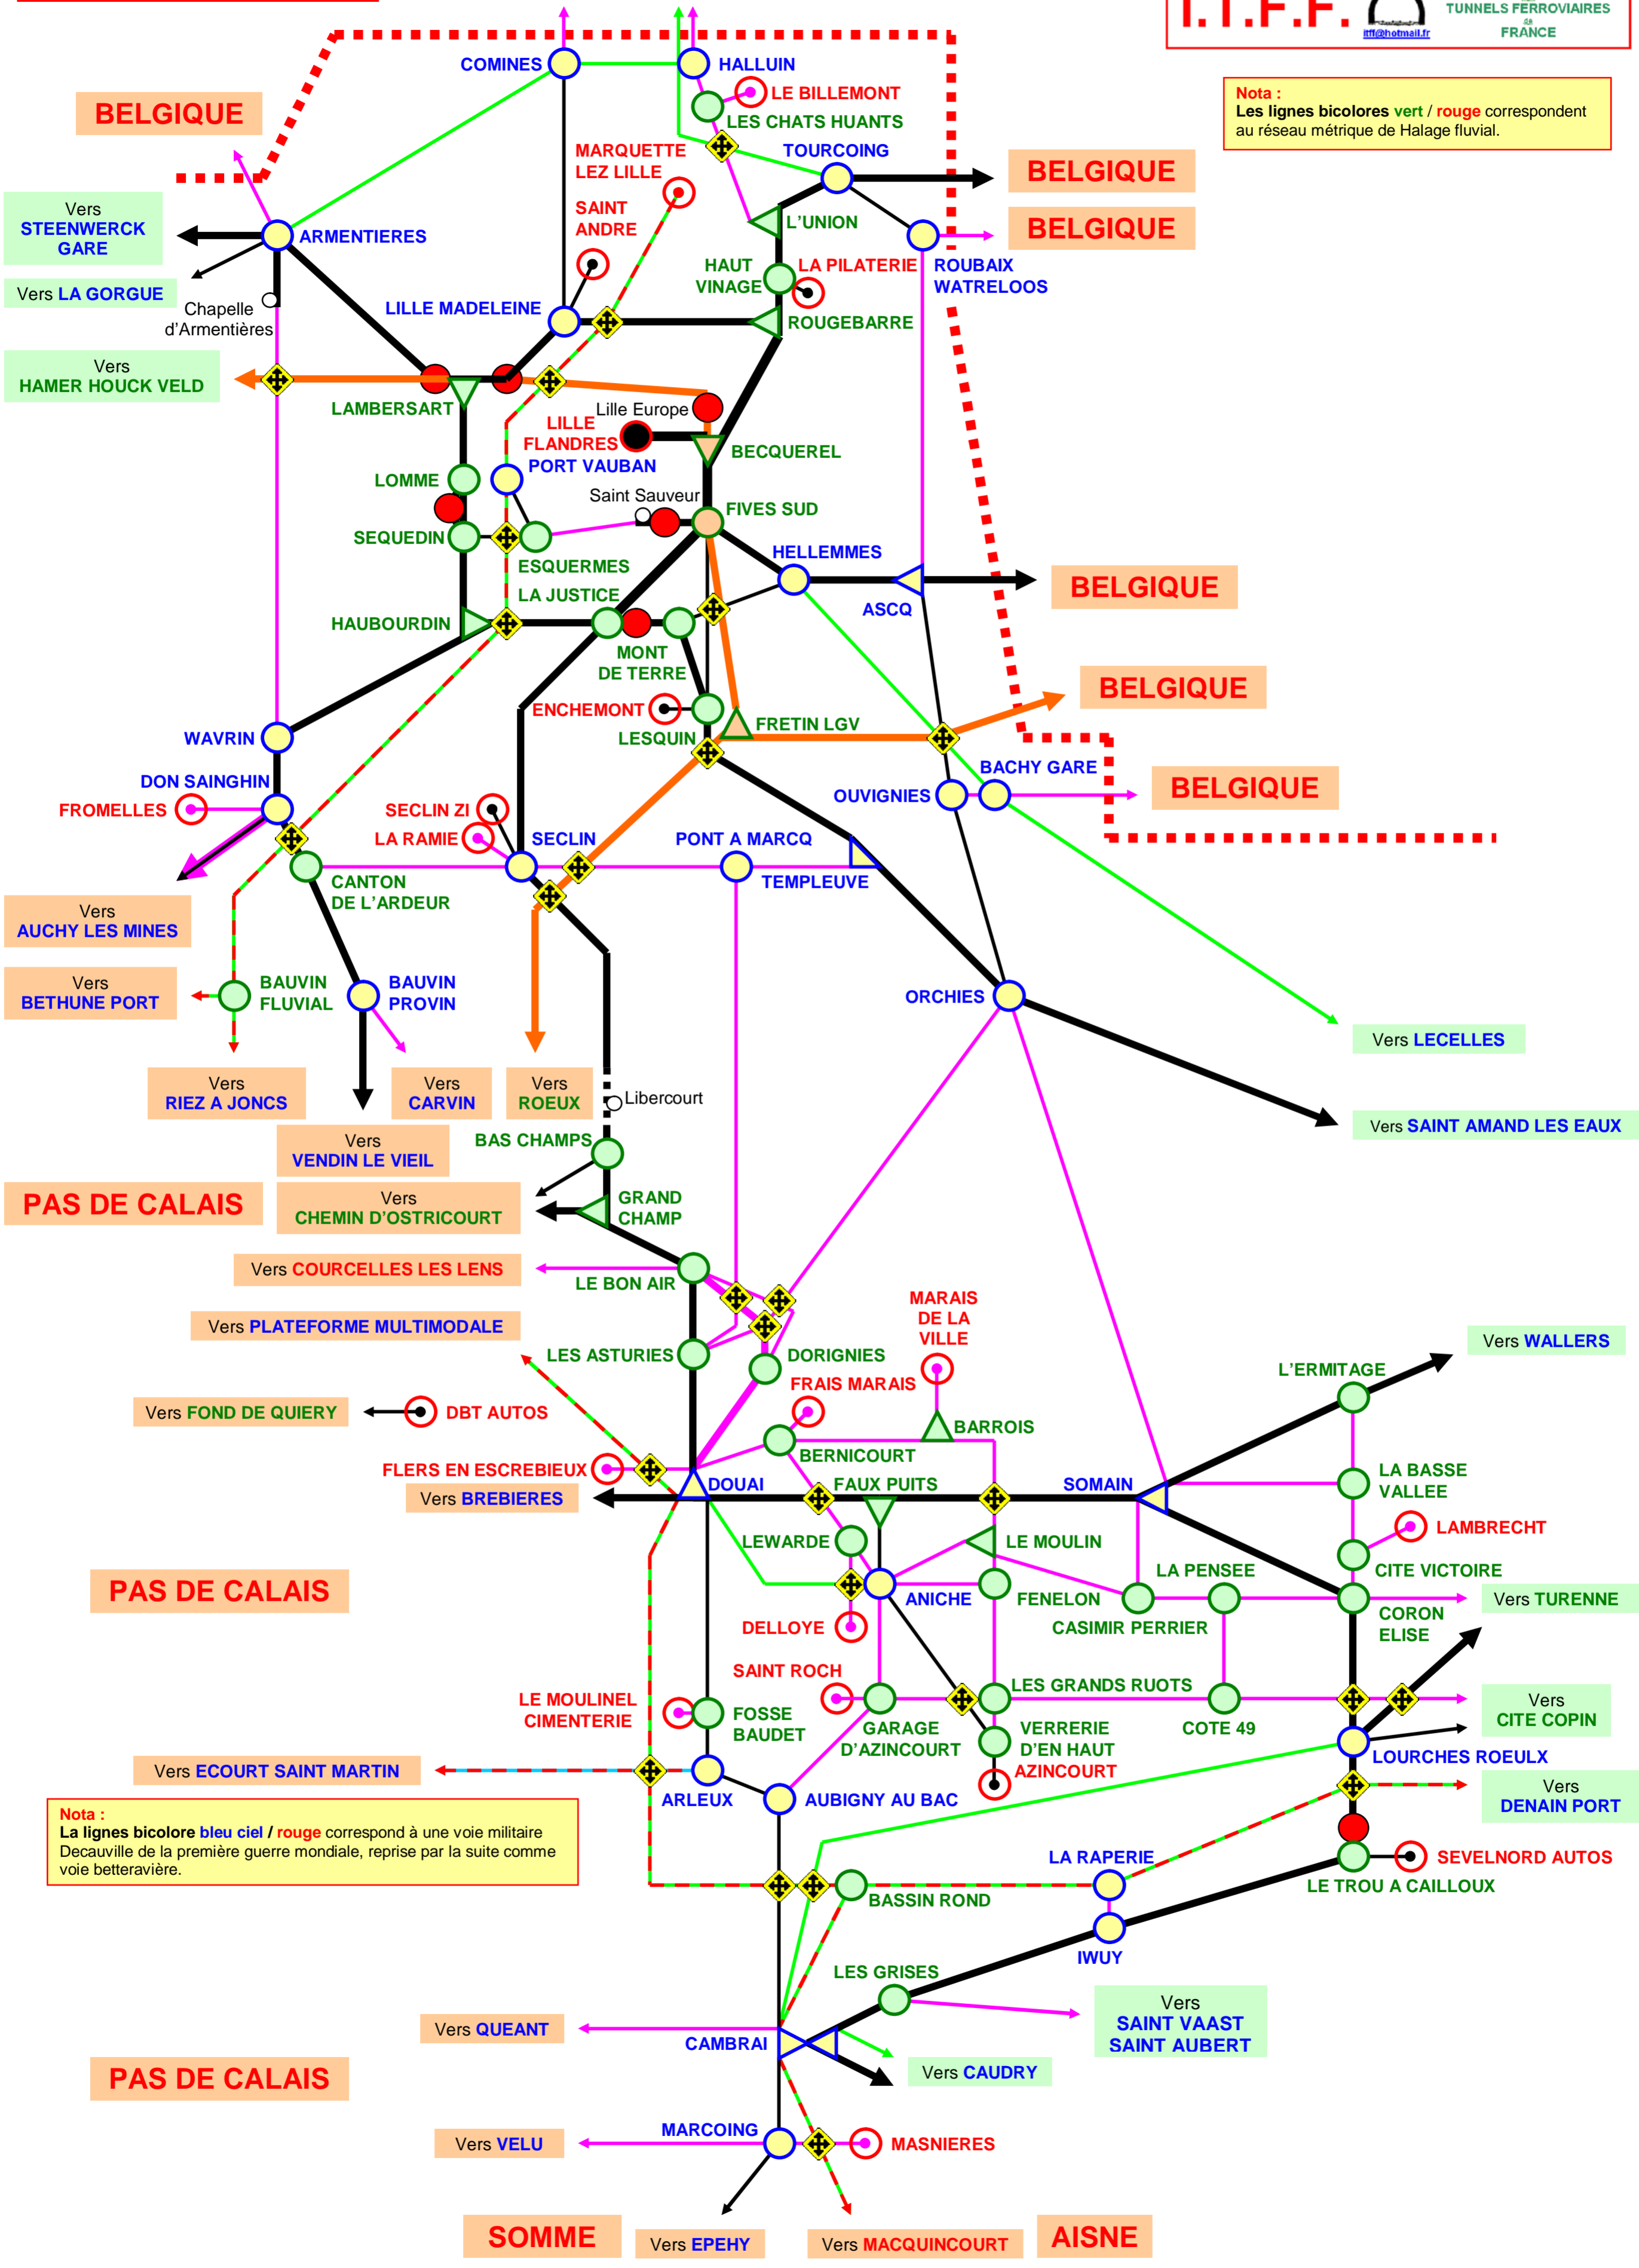 I.T.F.F.
TUNNELS FERROVIAIRES
de
FRANCE
itff@hotmail.fr
COMINES
HALLUIN
Nota :
Les lignes bicolores vert / rouge correspondent
au réseau métrique de Halage fluvial.
BELGIQUE
LE BILLEMONT
LES CHATS HUANTS
MARQUETTE
LEZ LILLE
TOURCOING
BELGIQUE
Vers
STEENWERCK
GARE
SAINT
ANDRE
L'UNION
BELGIQUE
ARMENTIERES
HAUT
VINAGE
LA PILATERIE
ROUBAIX
WATRELOOS
Vers LA GORGUE
Chapelle
d'Armentières
LILLE MADELEINE
ROUGEBARRE
Vers
HAMER HOUCK VELD
LAMBERSART
Lille Europe
LILLE
FLANDRES
BECQUEREL
LOMME
PORT VAUBAN
Saint Sauveur
FIVES SUD
SEQUEDIN
ESQUERMES
HELLEMMES
BELGIQUE
LA JUSTICE
ASCQ
HAUBOURDIN
MONT
DE TERRE
BELGIQUE
ENCHEMONT
FRETIN LGV
WAVRIN
LESQUIN
DON SAINGHIN
BACHY GARE
FROMELLES
SECLIN ZI
OUVIGNIES
BELGIQUE
LA RAMIE
SECLIN
PONT A MARCQ
CANTON
DE L'ARDEUR
TEMPLEUVE
Vers
AUCHY LES MINES
Vers
BETHUNE PORT
BAUVIN
FLUVIAL
BAUVIN
PROVIN
ORCHIES
Vers LECELLES
Vers
RIEZ A JONCS
Vers
CARVIN
Vers
ROEUX
Libercourt
Vers SAINT AMAND LES EAUX
Vers
VENDIN LE VIEIL
BAS CHAMPS
PAS DE CALAIS
Vers
CHEMIN D'OSTRICOURT
GRAND
CHAMP
Vers COURCELLES LES LENS
LE BON AIR
MARAIS
DE LA
VILLE
Vers PLATEFORME MULTIMODALE
Vers WALLERS
LES ASTURIES
DORIGNIES
L'ERMITAGE
FRAIS MARAIS
Vers FOND DE QUIERY
DBT AUTOS
BARROIS
BERNICOURT
FLERS EN ESCREBIEUX
LA BASSE
VALLEE
Vers BREBIERES
DOUAI
FAUX PUITS
SOMAIN
LAMBRECHT
LEWARDE
LE MOULIN
CITE VICTOIRE
PAS DE CALAIS
LA PENSEE
ANICHE
FENELON
Vers TURENNE
DELLOYE
CASIMIR PERRIER
CORON
ELISE
SAINT ROCH
LES GRANDS RUOTS
LE MOULINEL
CIMENTERIE
FOSSE
BAUDET
GARAGE
D'AZINCOURT
VERRERIE
D'EN HAUT
COTE 49
Vers
CITE COPIN
LOURCHES ROEULX
AZINCOURT
Vers ECOURT SAINT MARTIN
ARLEUX
AUBIGNY AU BAC
Vers
DENAIN PORT
Nota :
La lignes bicolore bleu ciel / rouge correspond à une voie militaire
Decauville de la première guerre mondiale, reprise par la suite comme
voie betteravière.
LA RAPERIE
SEVELNORD AUTOS
LE TROU A CAILLOUX
BASSIN ROND
IWUY
LES GRISES
Vers
SAINT VAAST
SAINT AUBERT
Vers QUEANT
CAMBRAI
PAS DE CALAIS
Vers CAUDRY
MARCOING
Vers VELU
MASNIERES
SOMME
Vers EPEHY
Vers MACQUINCOURT
AISNE